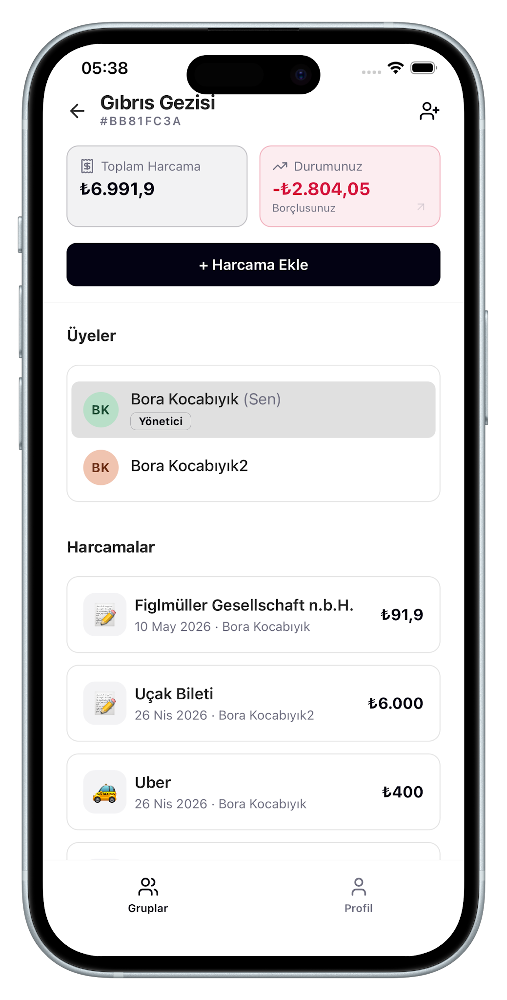 05:38
Gıbrıs Gezisi
#BB81FC3A
Toplam Harcama
₺6.991,9
Durumunuz
-₺2.804,05
Borçlusunuz
+ Harcama Ekle
Üyeler
BK
Bora Kocabıyık (Sen)
Yönetici
BK
Bora Kocabıyık2
Harcamalar
Figlmüller Gesellschaft n.b.H.
10 May 2026 · Bora Kocabıyık
₺91,9
Uçak Bileti
26 Nis 2026 · Bora Kocabıyık2
₺6.000
TAXI
Uber
26 Nis 2026 · Bora Kocabıyık
₺400
Gruplar
Profil